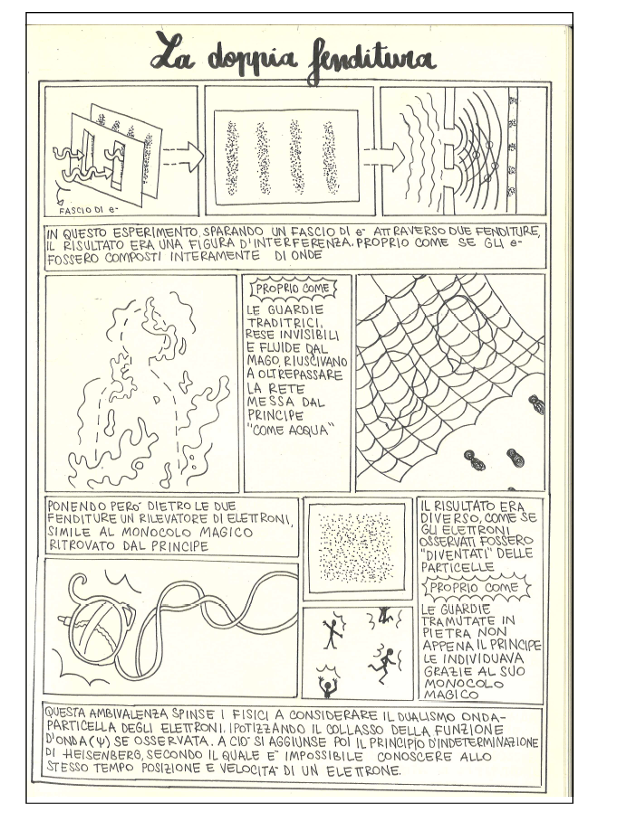 La doppia fenditura
FASCIO DI e-
IN QUESTO ESPERIMENTO, SPARANDO UN FASCIO DI e- ATTRAVERSO DUE FENDITURE,
IL RISULTATO ERA UNA FIGURA D'INTERFERENZA. PROPRIO COME SE GLI e-
FOSSERO COMPOSTI INTERAMENTE DI ONDE
PROPRIO COME
LE GUARDIE
TRADITRICI,
RESE INVISIBILI
E FLUIDE DAL
MAGO, RIUSCIVANO
A OLTREPASSARE
LA RETE
MESSA DAL
PRINCIPE
"COME ACQUA"
PONENDO PERO' DIETRO LE DUE
FENDITURE UN RILEVATORE DI ELETTRONI,
SIMILE AL MONOCOLO MAGICO
RITROVATO DAL PRINCIPE
IL RISULTATO ERA
DIVERSO, COME SE
GLI ELETTRONI
OSSERVATI FOSSERO
"DIVENTATI" DELLE
PARTICELLE
PROPRIO COME
LE GUARDIE
TRAMUTATE IN
PIETRA NON
APPENA IL PRINCIPE
LE INDIVIDUAVA
GRAZIE AL SUO
MONOCOLO
MAGICO
QUESTA AMBIVALENZA SPINSE I FISICI A CONSIDERARE IL DUALISMO ONDA-
PARTICELLA DEGLI ELETTRONI. IPOTIZZANDO IL COLLASSO DELLA FUNZIONE
D'ONDA (Ψ) SE OSSERVATA. A CIO' SI AGGIUNSE POI IL PRINCIPIO D'INDETERMINAZIONE
DI HEISENBERG, SECONDO IL QUALE E' IMPOSSIBILE CONOSCERE ALLO
STESSO TEMPO POSIZIONE E VELOCITA' DI UN ELETTRONE.